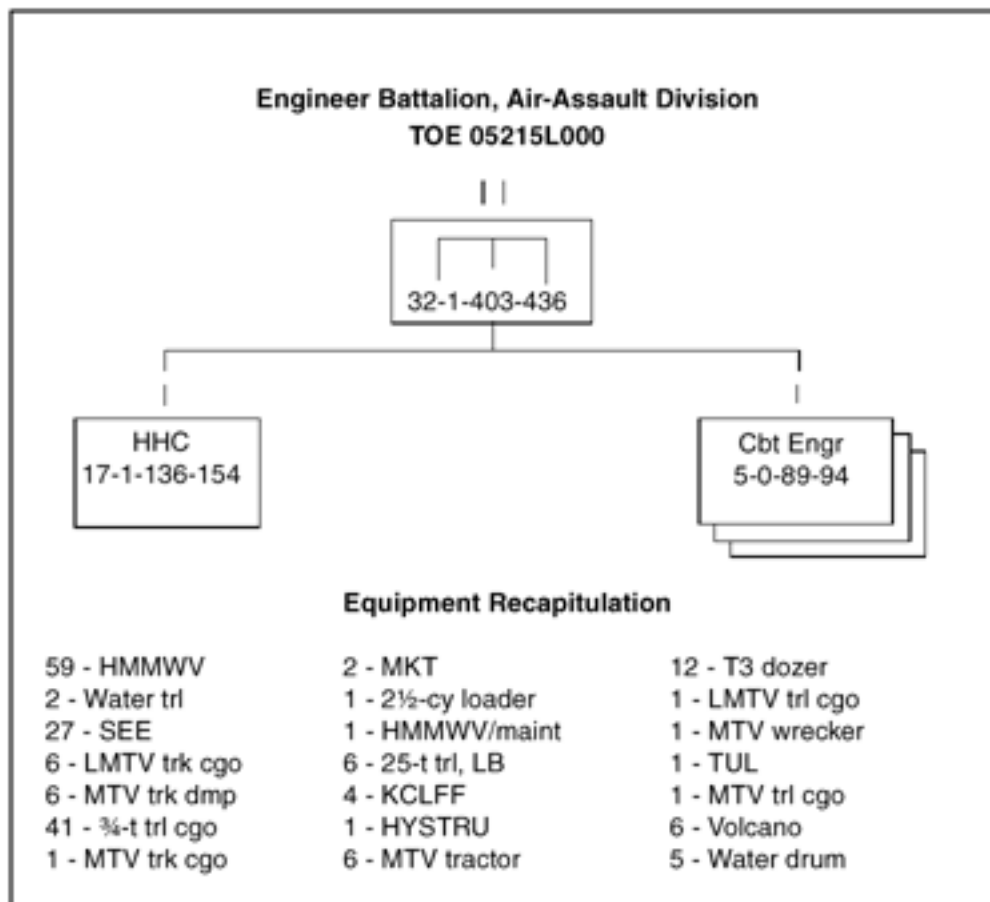 Engineer Battalion, Air-Assault Division
TOE 05215L000
32-1-403-436
HHC
17-1-136-154
Cbt Engr
5-0-89-94
Equipment Recapitulation
59 - HMMWV
2 - Water trl
27 - SEE
6 - LMTV trk cgo
6 - MTV trk dmp
41 - ¾-t trl cgo
1 - MTV trk cgo
2 - MKT
1 - 2½-cy loader
1 - HMMWV/maint
6 - 25-t trl, LB
4 - KCLFF
1 - HYSTRU
6 - MTV tractor
12 - T3 dozer
1 - LMTV trl cgo
1 - MTV wrecker
1 - TUL
1 - MTV trl cgo
6 - Volcano
5 - Water drum